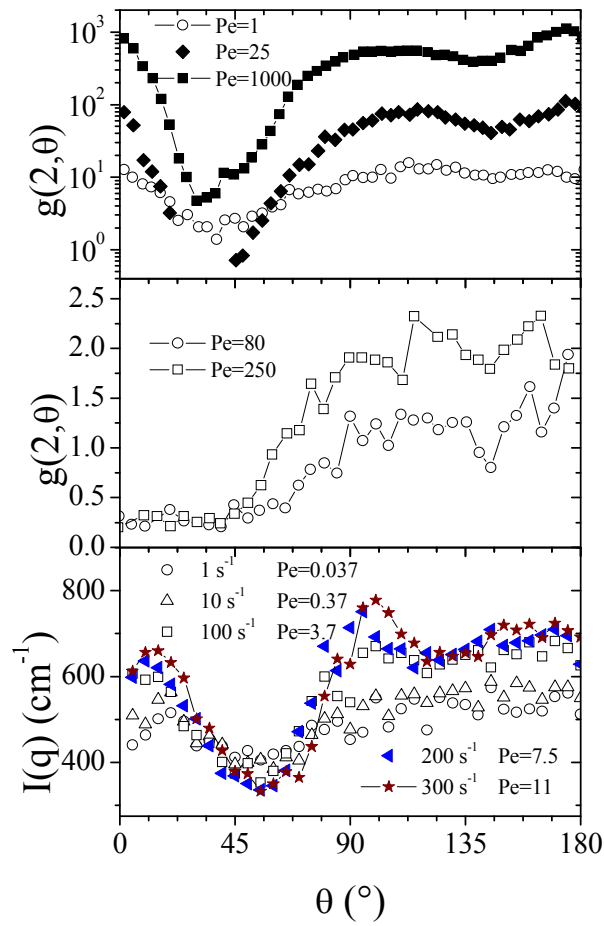 Pe=1
Pe=25
Pe=1000
10³
10²
10¹
10⁰
g(2,θ)
Pe=80
Pe=250
2.5
2.0
1.5
1.0
0.5
0.0
g(2,θ)
1 s⁻¹ Pe=0.037
10 s⁻¹ Pe=0.37
100 s⁻¹ Pe=3.7
200 s⁻¹ Pe=7.5
300 s⁻¹ Pe=11
800
600
400
I(q) (cm⁻¹)
0 45 90 135 180
θ (°)